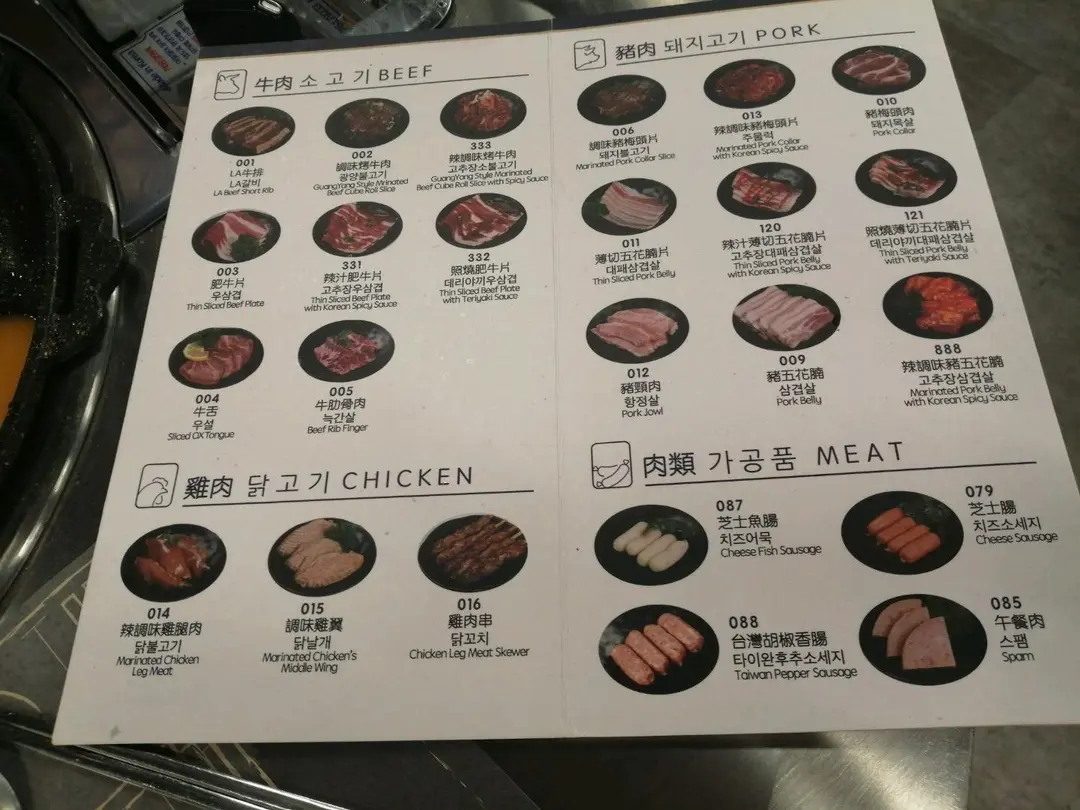 牛肉 소고기 BEEF
001
LA牛排
LA갈비
LA Beef Short Rib
002
調味烤牛肉
광양불고기
GuangYang Style Mrinated
Beef Cube Roll Slice
333
辣調味烤牛肉
고추장소불고기
GuangYang Style Marinated
Beef Cube Roll Slice with Spicy Sauce
003
肥牛片
우삼겹
Thin Sliced Beef Plate
331
辣汁肥牛片
고추장우삼겹
Thin Sliced Beef Plate
with Korean Spicy Sauce
332
照燒肥牛片
데리야끼우삼겹
Thin Sliced Beef Plate
with Teriyaki Sauce
004
牛舌
우설
Sliced OX Tongue
005
牛肋骨肉
늑간살
Beef Rib Finger
雞肉 닭고기 CHICKEN
014
辣調味雞腿肉
닭불고기
Marinated Chicken
Leg Meat
015
調味雞翼
닭날개
Marinated Chicken's
Middle Wing
016
雞肉串
닭꼬치
Chicken Leg Meat Skewer
豬肉 돼지고기 PORK
006
調味豬梅頭片
돼지불고기
Marinated Pork Collar Slice
013
辣調味豬梅頭片
주물럭
Marinated Pork Collar
with Korean Spicy Sauce
010
豬梅頭肉
돼지목살
Pork Collar
011
薄切五花腩片
대패삼겹살
Thin Sliced Pork Belly
120
辣汁薄切五花腩片
고추장대패삼겹살
Thin Sliced Pork Belly
with Korean Spicy Sauce
121
照燒薄切五花腩片
데리야끼대패삼겹살
Thin Sliced Pork Belly
with Teriyaki Sauce
012
豬頸肉
항정살
Pork Jowl
009
豬五花腩
삼겹살
Pork Belly
888
辣調味豬五花腩
고추장삼겹살
Marinated Pork Belly
with Korean Spicy Sauce
肉類 가공품 MEAT
087
芝士魚腸
치즈어묵
Cheese Fish Sausage
079
芝士腸
치즈소세지
Cheese Sausage
088
台灣胡椒香腸
타이완후추소세지
Taiwan Pepper Sausage
085
午餐肉
스팸
Spam
Made in Korea